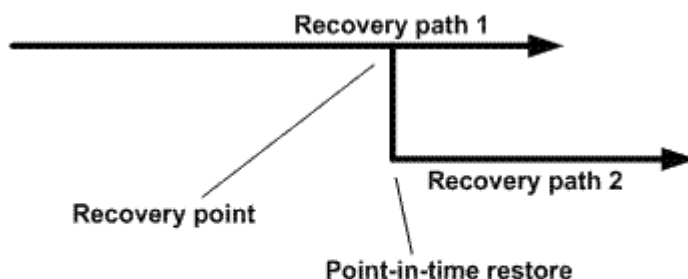 Recovery path 1
Recovery path 2
Recovery point
Point-in-time restore